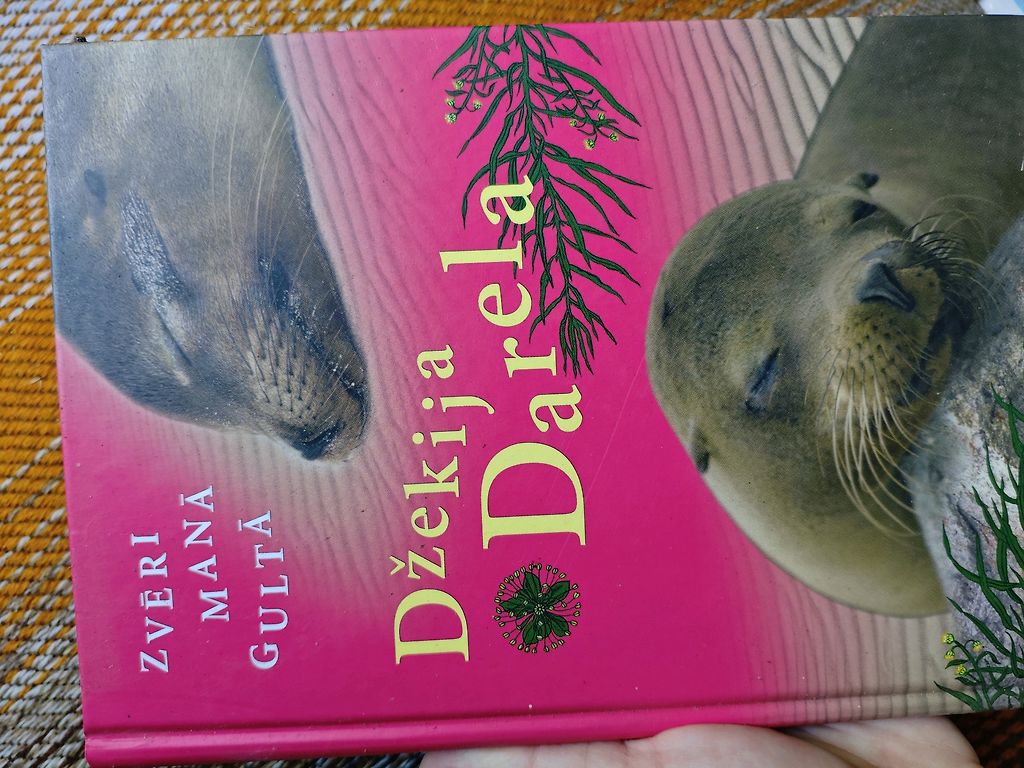 ZVĒRI
MANĀ
GULTĀ
Džekija
Darela